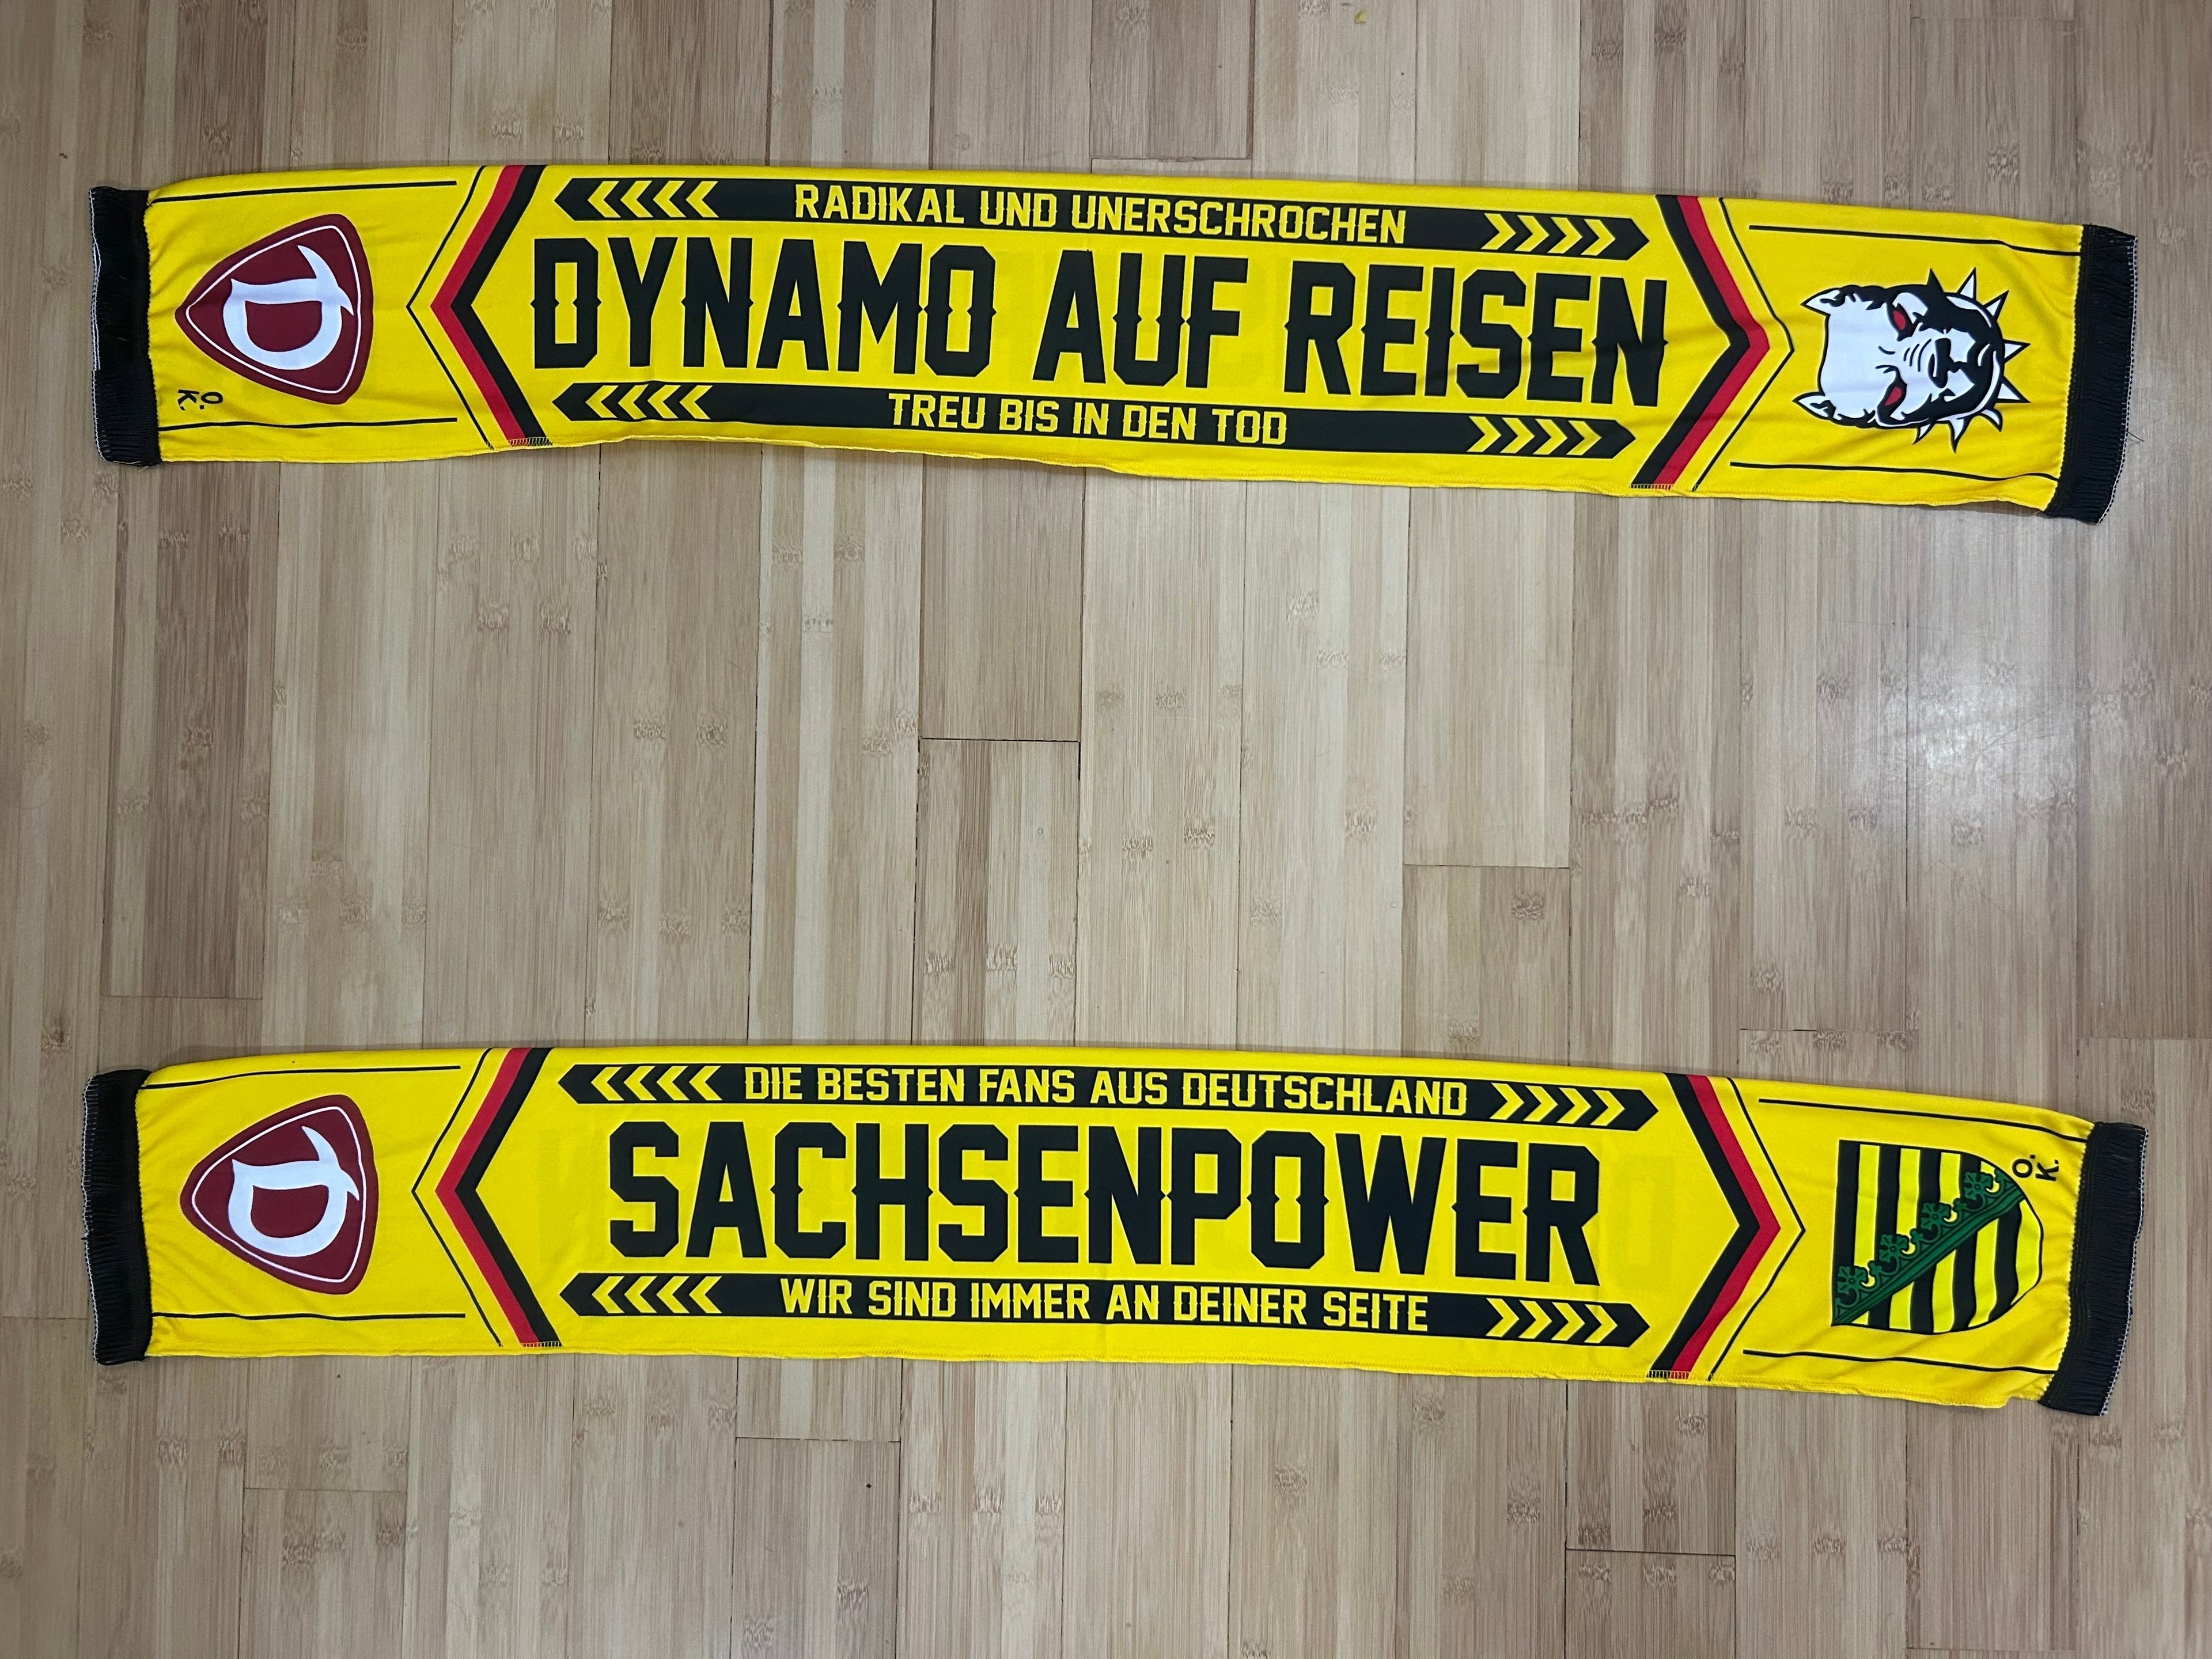 RADIKAL UND UNERSCHROCHEN
DYNAMO AUF REISEN
TREU BIS IN DEN TOD
D
Ö.
K.
DIE BESTEN FANS AUS DEUTSCHLAND
SACHSENPOWER
WIR SIND IMMER AN DEINER SEITE
D
Ö.
K.